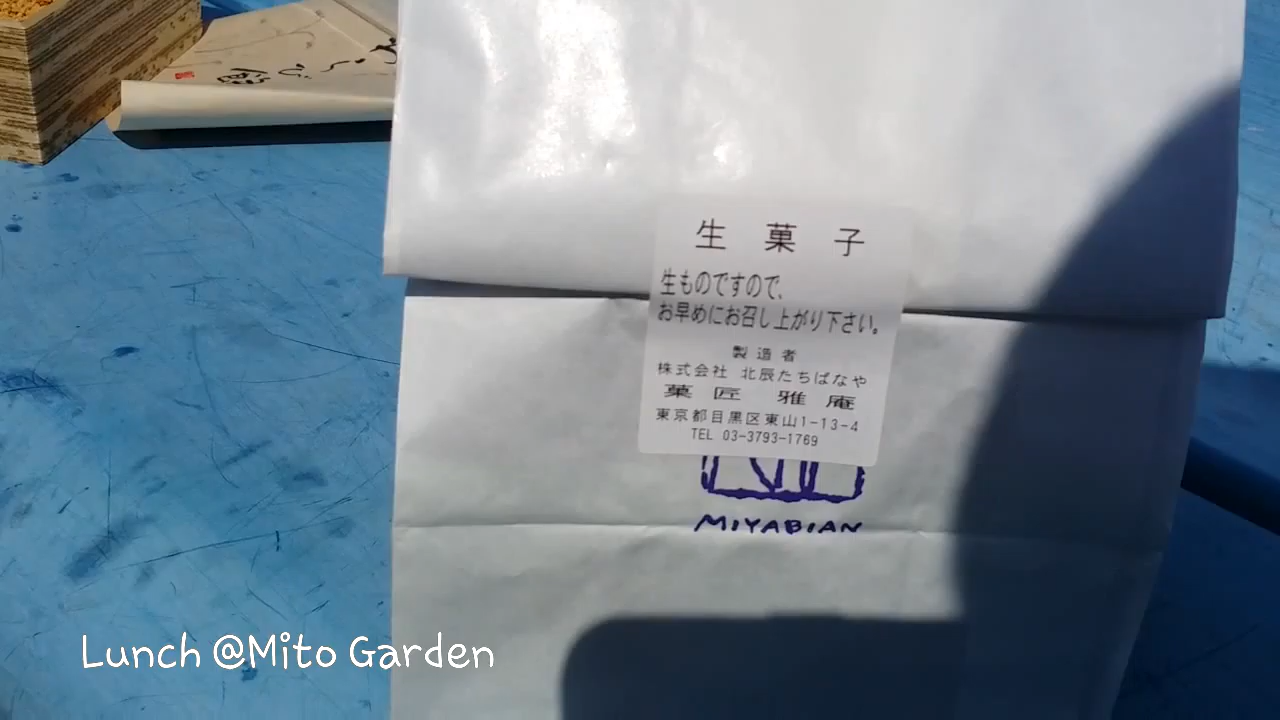 生菓子
生ものですので、
お早めにお召し上がり下さい。
製造者
株式会社 北辰たちばなや
菓匠 雅庵
東京都目黒区東山1-13-4
TEL 03-3793-1769
MIYABIAN
Lunch @Mito Garden